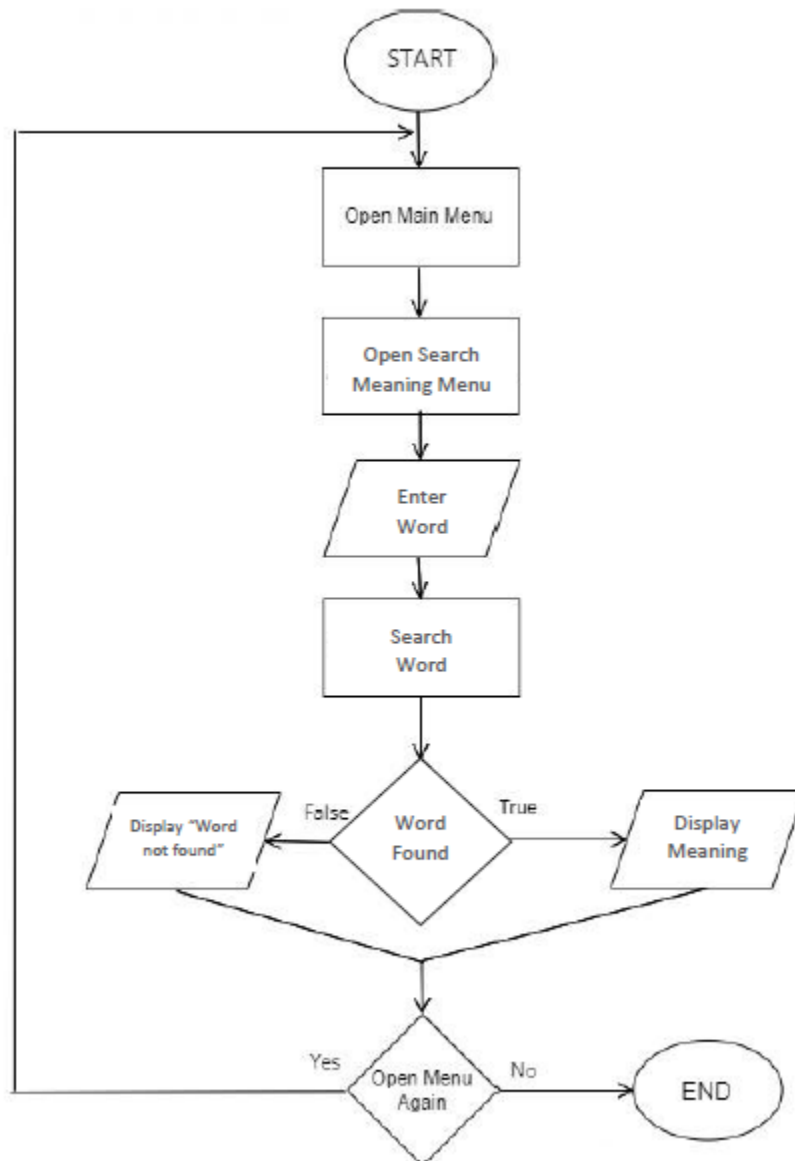 START
Open Main Menu
Open Search
Meaning Menu
Enter
Word
Search
Word
False
True
Display “Word
not found”
Word
Found
Display
Meaning
Yes
No
Open Menu
Again
END